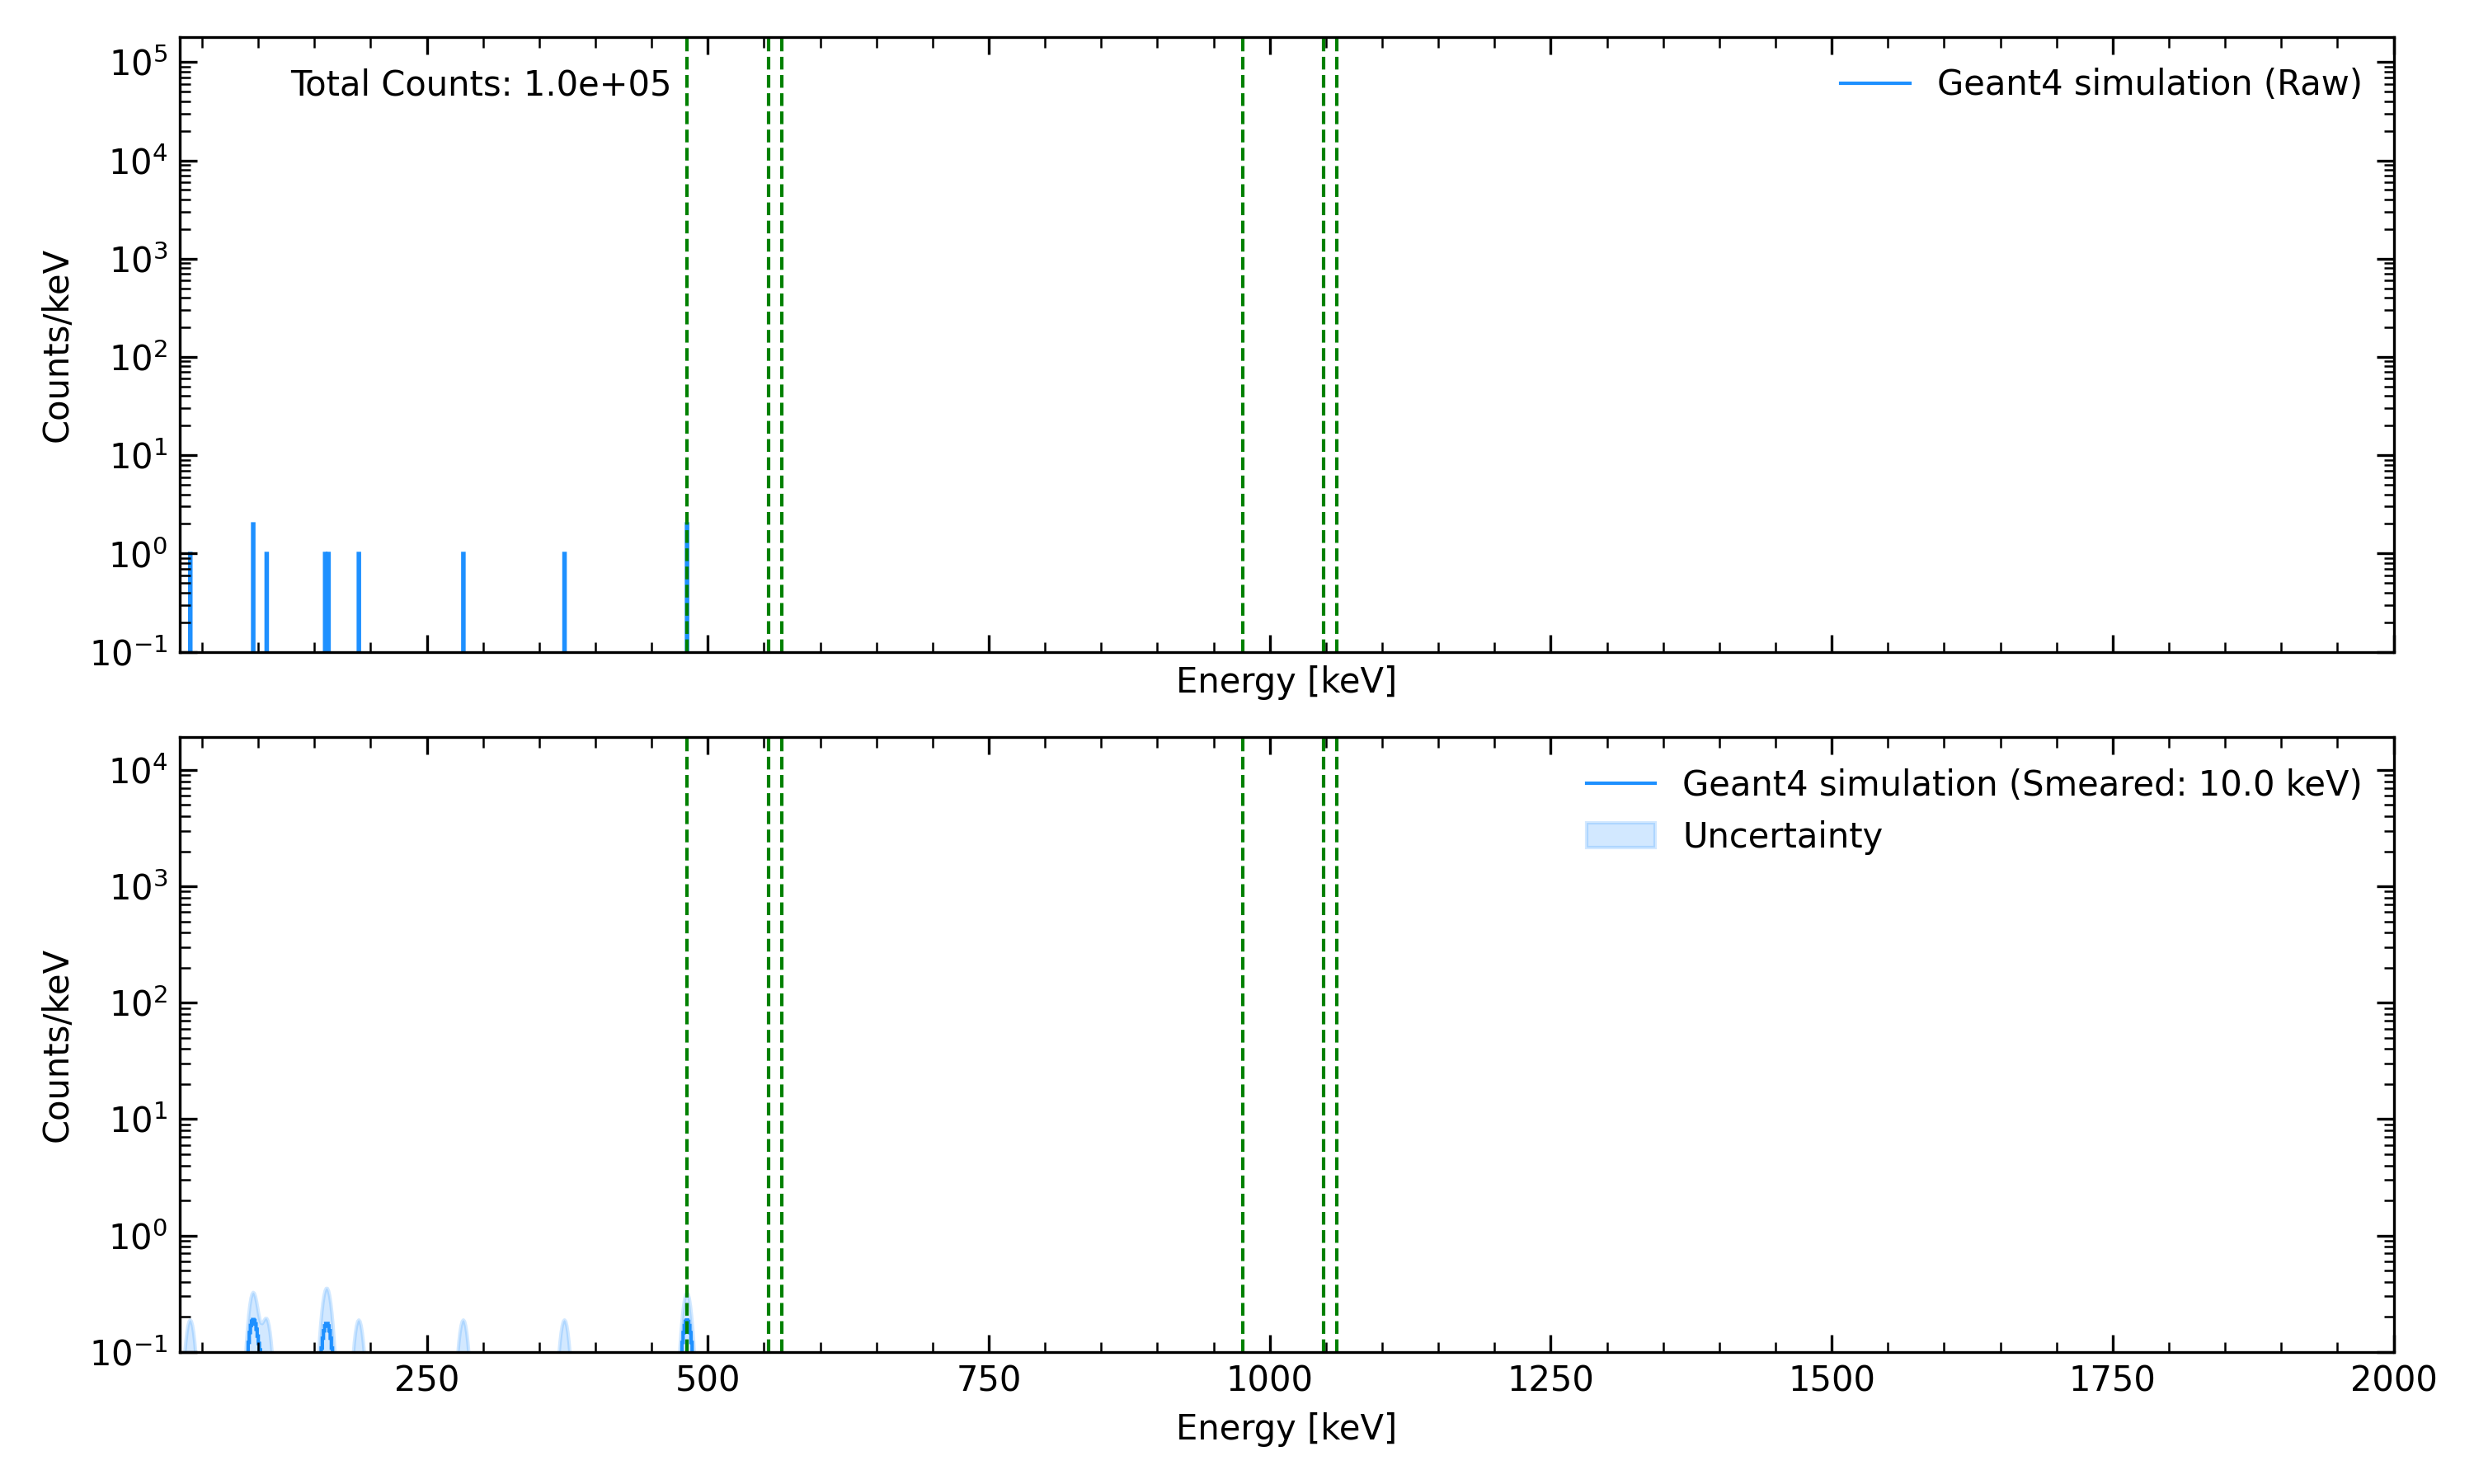 Total Counts: 1.0e+05
Geant4 simulation (Raw)
10⁵
10⁴
10³
10²
10¹
10⁰
10⁻¹
Counts/keV
Energy [keV]
Geant4 simulation (Smeared: 10.0 keV)
Uncertainty
10⁴
10³
10²
10¹
10⁰
10⁻¹
Counts/keV
250 500 750 1000 1250 1500 1750 2000
Energy [keV]